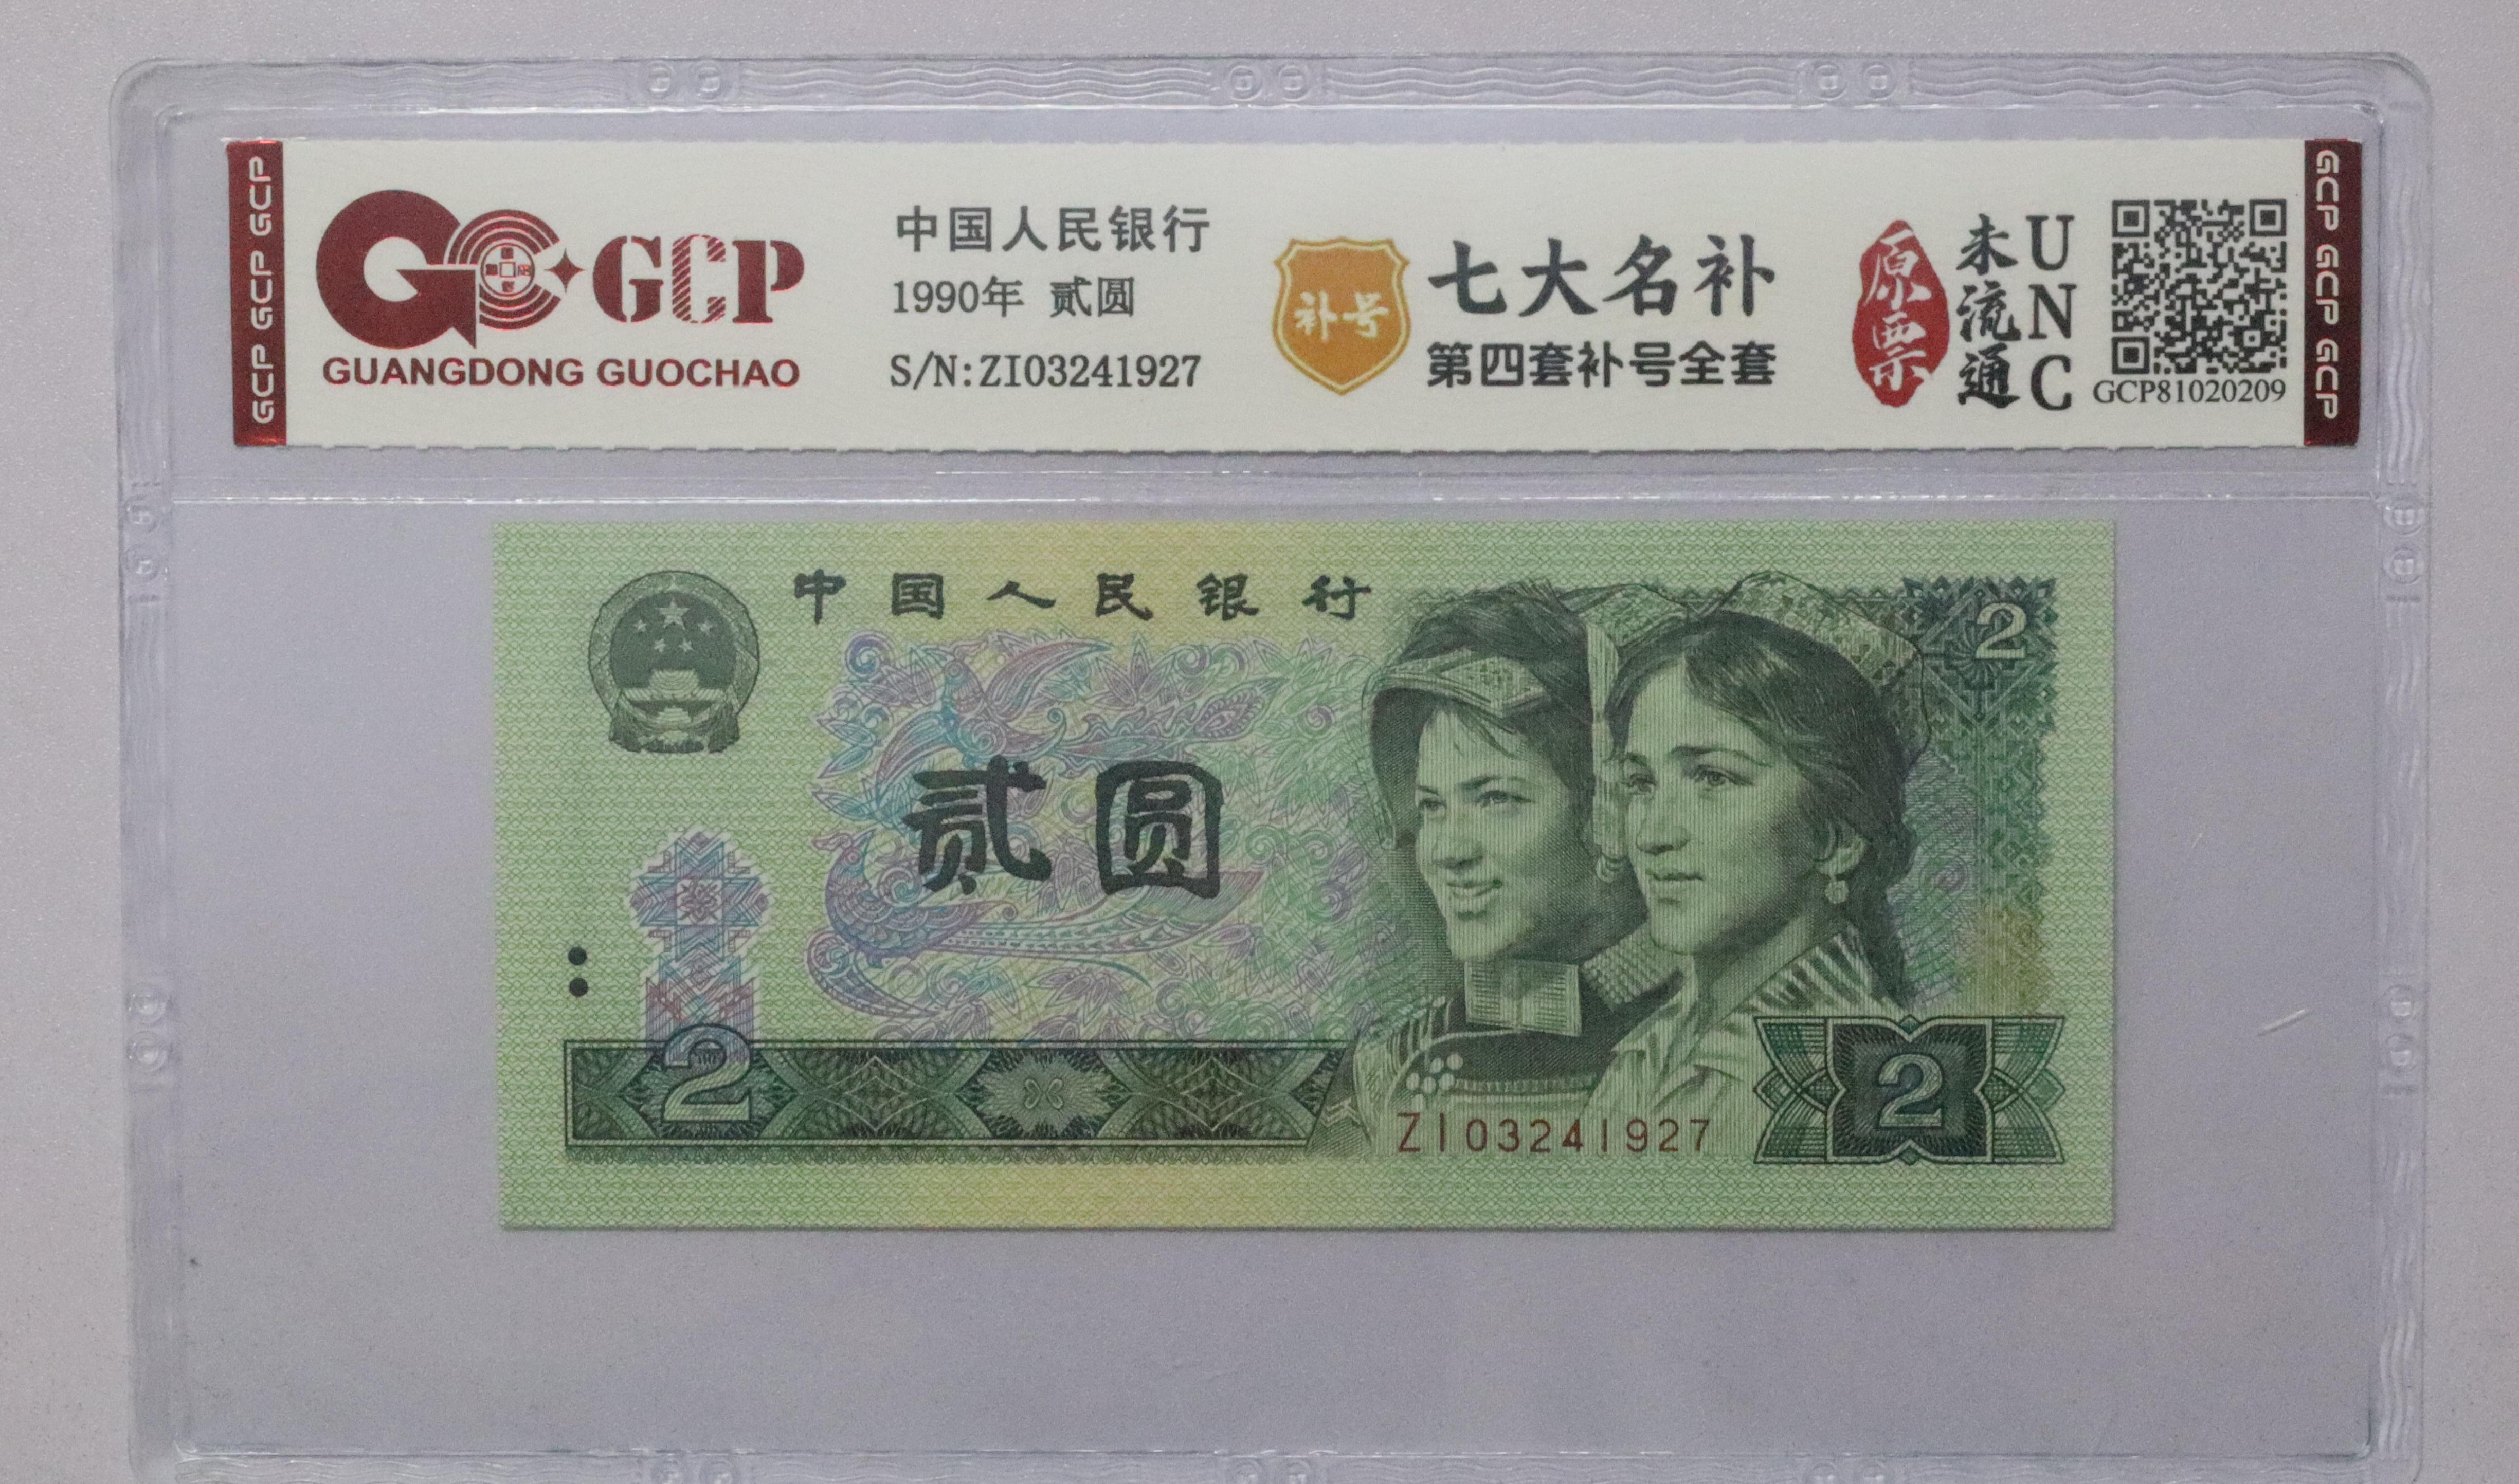 GCP GCP GCP
GCP
GUANGDONG GUOCHAO
中国人民银行
1990年 贰圆
S/N:ZI03241927
补号
七大名补
第四套补号全套
原票
未流通
UNC
GCP81020209
GCP GCP GCP
中国人民银行
2
贰圆
2
ZI03241927
2